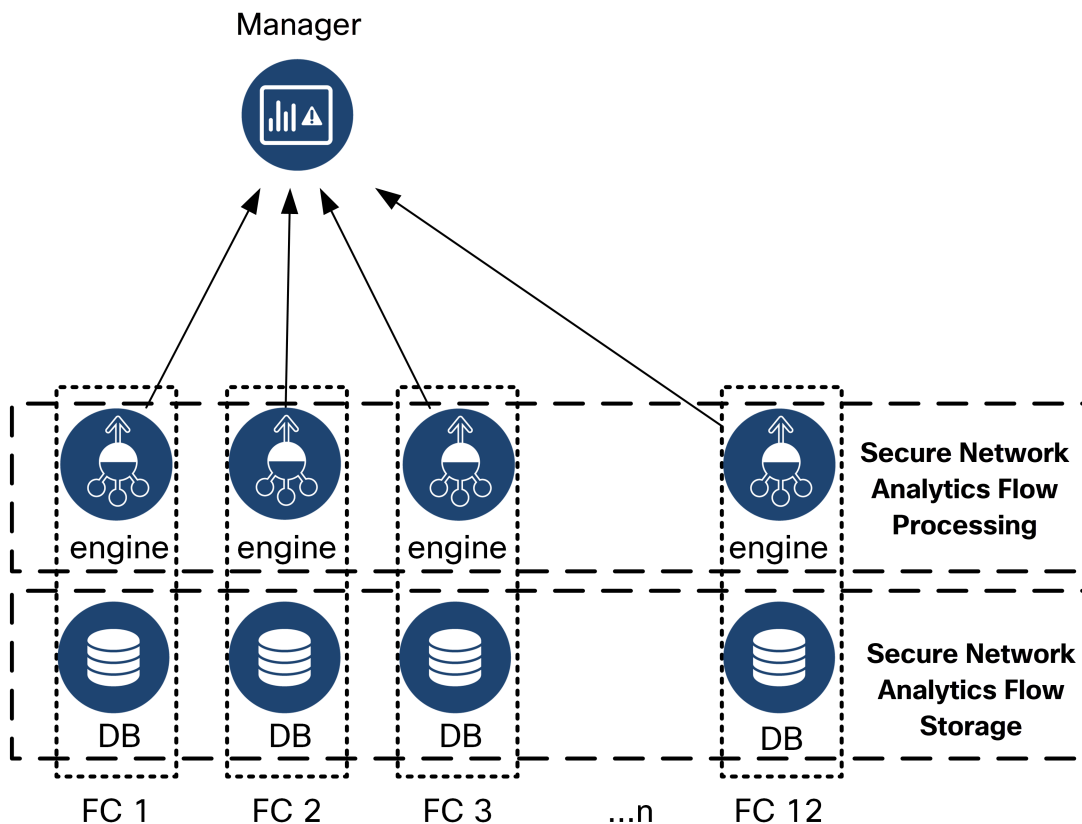 Manager
engine
engine
engine
engine
Secure Network
Analytics Flow
Processing
DB
DB
DB
DB
Secure Network
Analytics Flow
Storage
FC 1
FC 2
FC 3
...n
FC 12